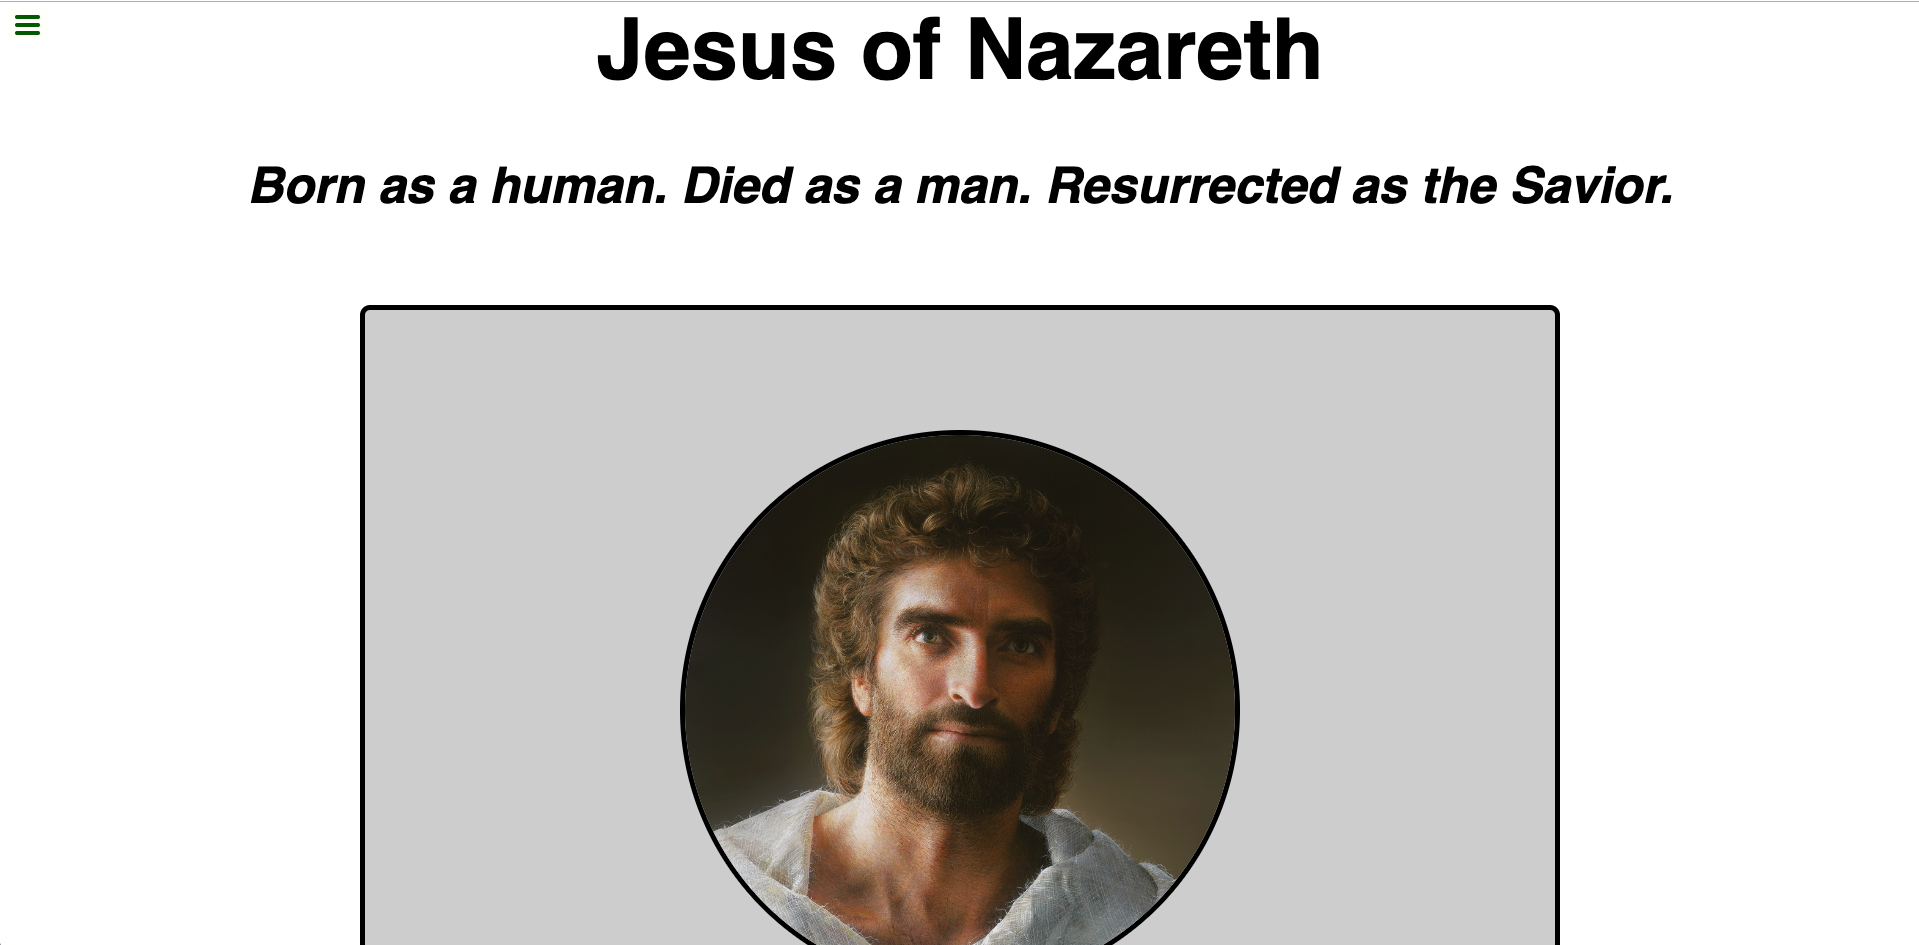 Jesus of Nazareth
Born as a human. Died as a man. Resurrected as the Savior.